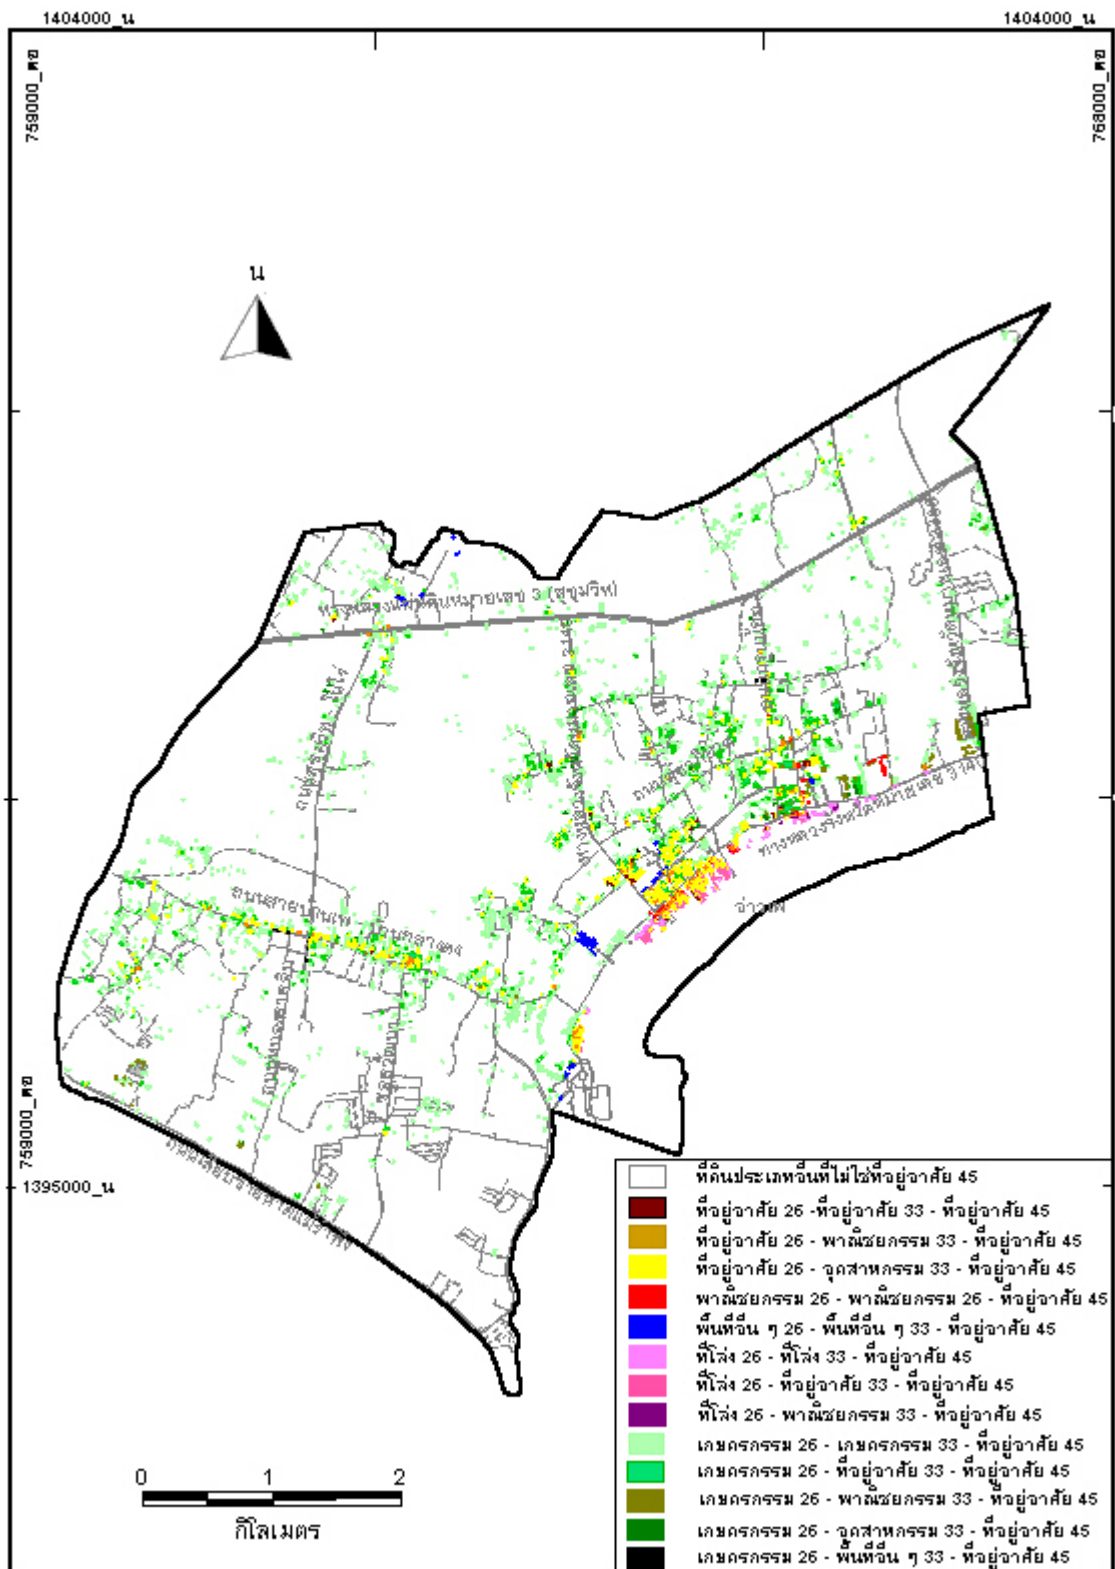 1404000_น
1404000_น
759000_ตอ
768000_ตอ
น
ทางหลวงแผ่นดินหมายเลข 3 (สุขุมวิท)
ถนนสายบ้านเพ
อ่าวเพ
759000_ตอ
1395000_น
0 1 2
กิโลเมตร
ที่ดินประเภทอื่นที่ไม่ใช่ที่อยู่อาศัย 45
ที่อยู่อาศัย 26 -ที่อยู่อาศัย 33 - ที่อยู่อาศัย 45
ที่อยู่อาศัย 26 - พาณิชยกรรม 33 - ที่อยู่อาศัย 45
ที่อยู่อาศัย 26 - อุตสาหกรรม 33 - ที่อยู่อาศัย 45
พาณิชยกรรม 26 - พาณิชยกรรม 26 - ที่อยู่อาศัย 45
พื้นที่อื่น ๆ 26 - พื้นที่อื่น ๆ 33 - ที่อยู่อาศัย 45
ที่โล่ง 26 - ที่โล่ง 33 - ที่อยู่อาศัย 45
ที่โล่ง 26 - ที่อยู่อาศัย 33 - ที่อยู่อาศัย 45
ที่โล่ง 26 - พาณิชยกรรม 33 - ที่อยู่อาศัย 45
เกษตรกรรม 26 - เกษตรกรรม 33 - ที่อยู่อาศัย 45
เกษตรกรรม 26 - ที่อยู่อาศัย 33 - ที่อยู่อาศัย 45
เกษตรกรรม 26 - พาณิชยกรรม 33 - ที่อยู่อาศัย 45
เกษตรกรรม 26 - อุตสาหกรรม 33 - ที่อยู่อาศัย 45
เกษตรกรรม 26 - พื้นที่อื่น ๆ 33 - ที่อยู่อาศัย 45